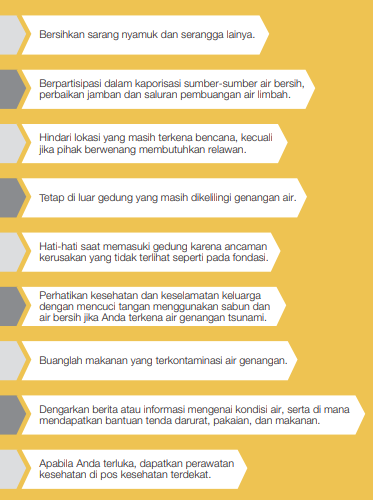 Bersihkan sarang nyamuk dan serangga lainya.
Berpartisipasi dalam kaporisasi sumber-sumber air bersih,
perbaikan jamban dan saluran pembuangan air limbah.
Hindari lokasi yang masih terkena bencana, kecuali
jika pihak berwenang membutuhkan relawan.
Tetap di luar gedung yang masih dikelilingi genangan air.
Hati-hati saat memasuki gedung karena ancaman
kerusakan yang tidak terlihat seperti pada fondasi.
Perhatikan kesehatan dan keselamatan keluarga
dengan mencuci tangan menggunakan sabun dan
air bersih jika Anda terkena air genangan tsunami.
Buanglah makanan yang terkontaminasi air genangan.
Dengarkan berita atau informasi mengenai kondisi air, serta di mana
mendapatkan bantuan tenda darurat, pakaian, dan makanan.
Apabila Anda terluka, dapatkan perawatan
kesehatan di pos kesehatan terdekat.